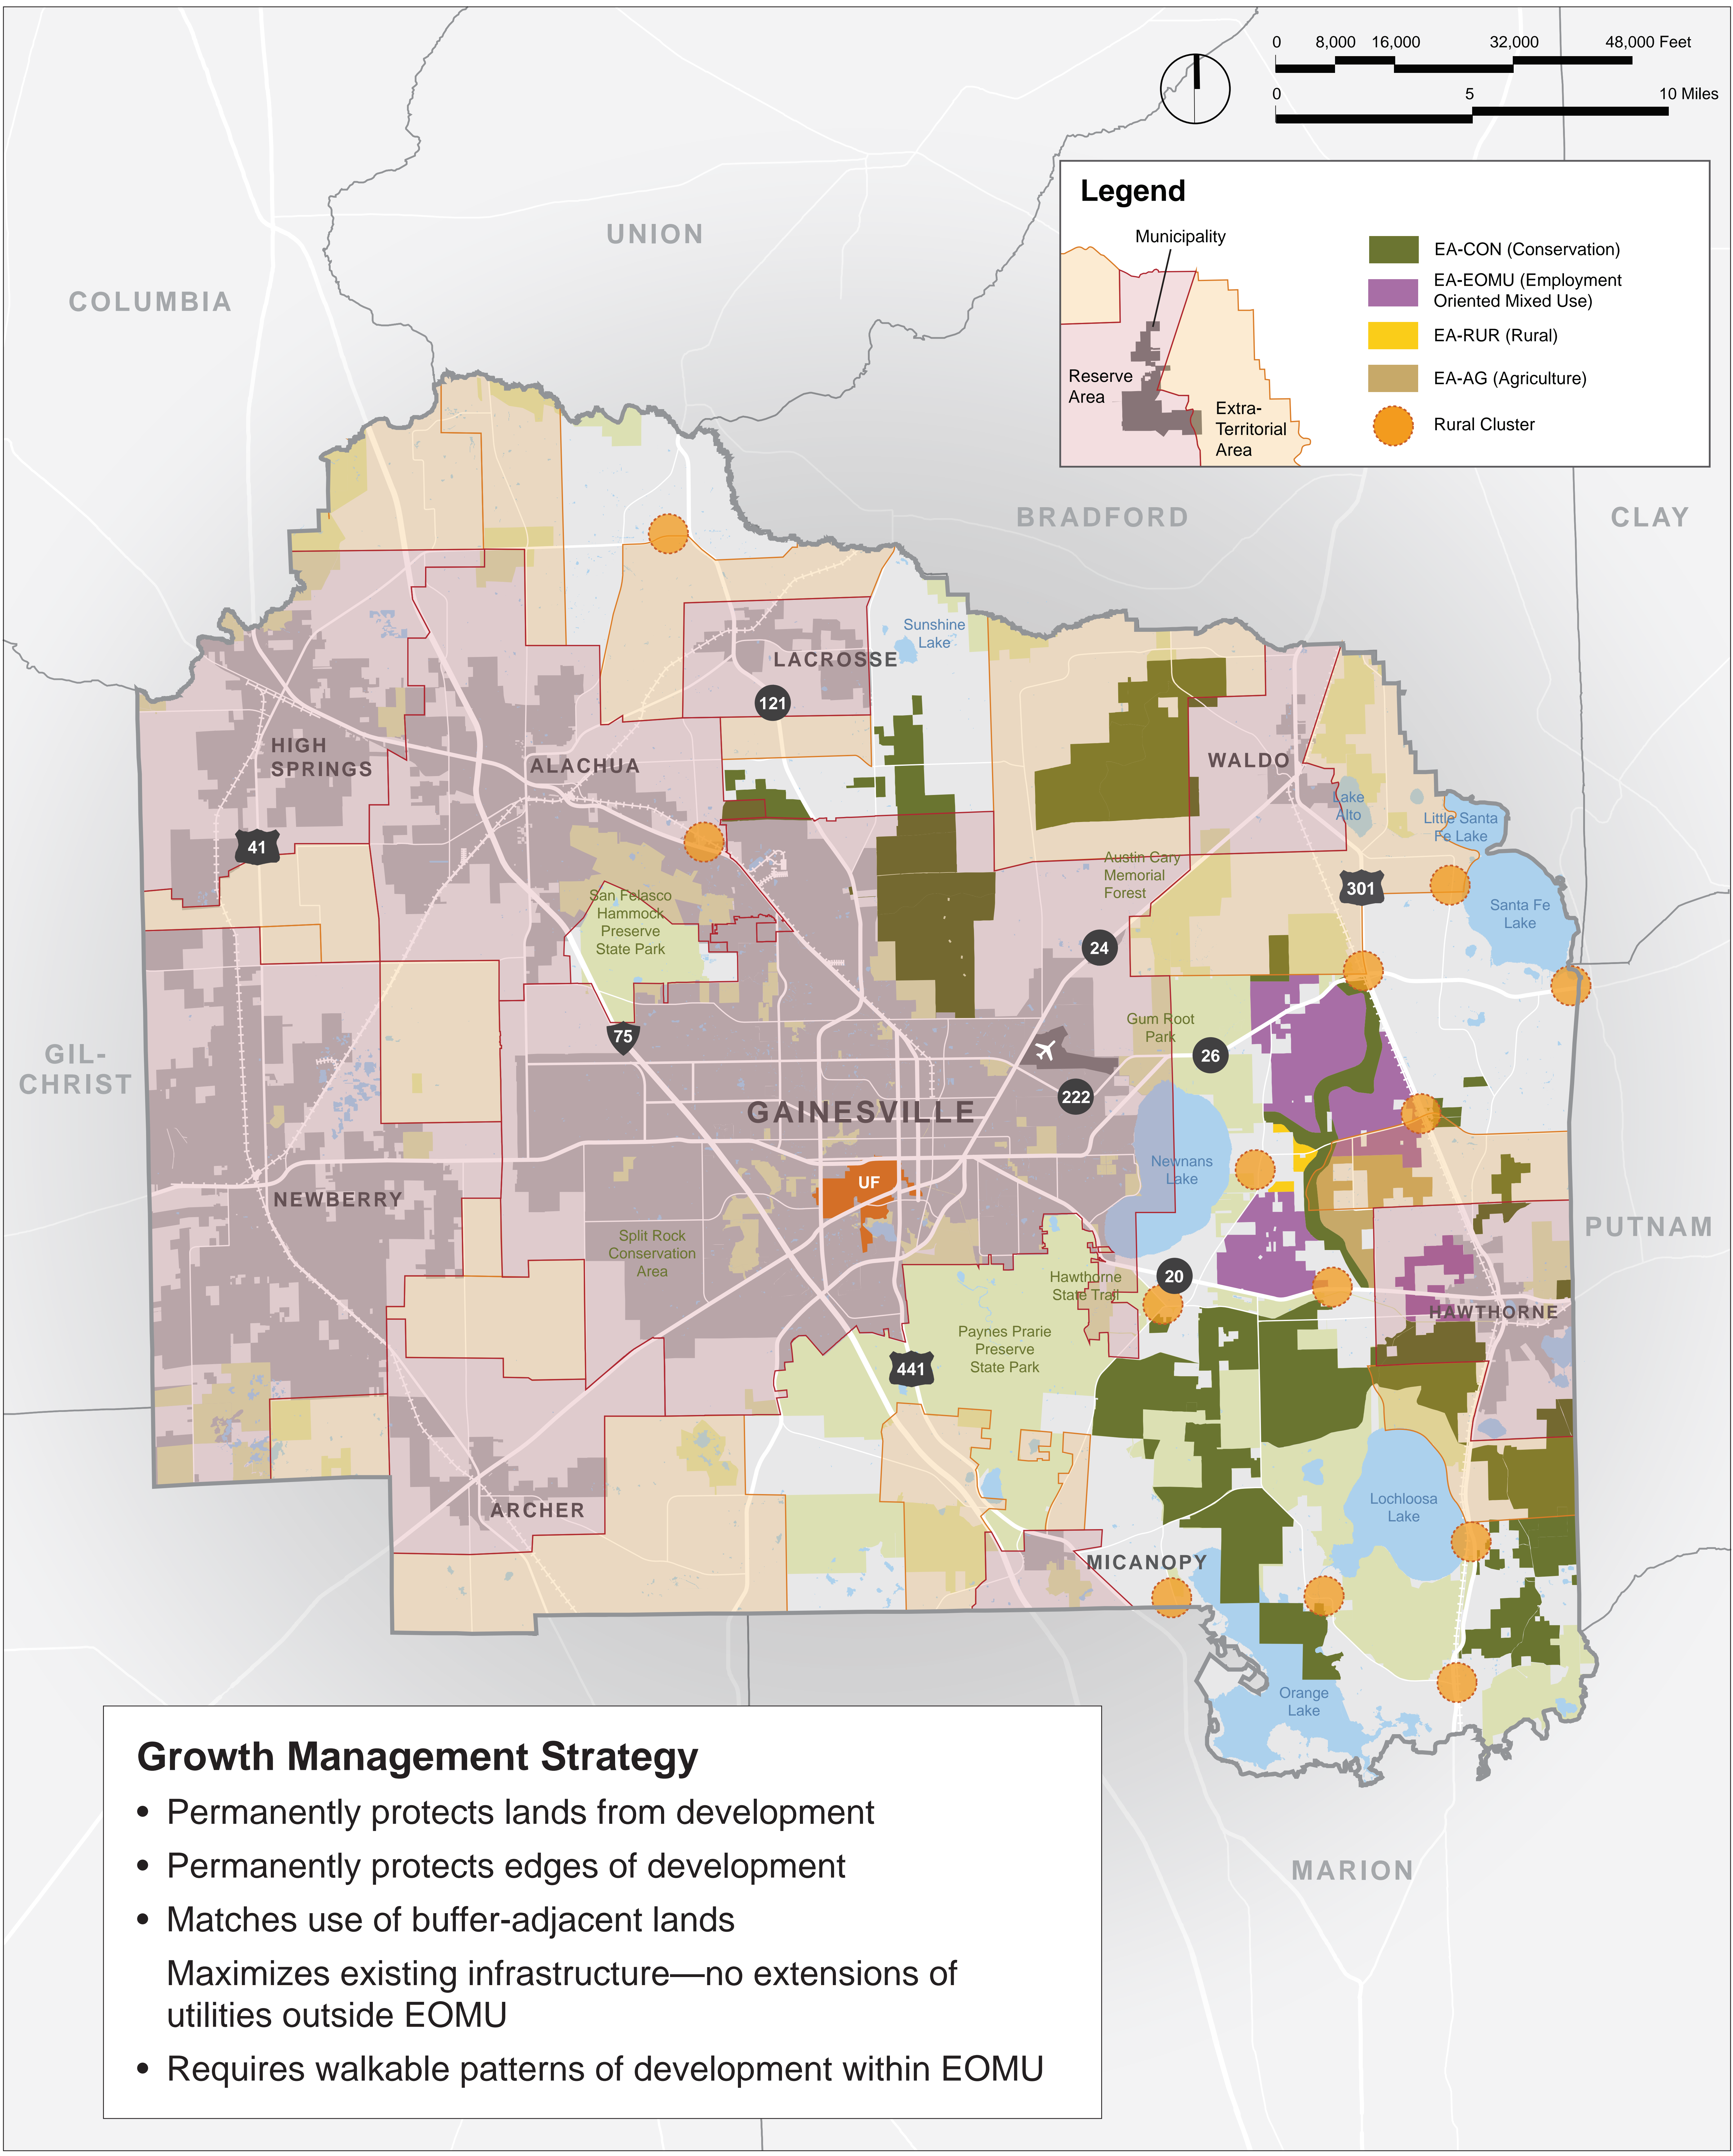 0 8,000 16,000 32,000 48,000 Feet
0 5 10 Miles
Legend
Municipality
Reserve
Area
Extra-
Territorial
Area
EA-CON (Conservation)
EA-EOMU (Employment
Oriented Mixed Use)
EA-RUR (Rural)
EA-AG (Agriculture)
Rural Cluster
UNION
COLUMBIA
BRADFORD
CLAY
GIL-
CHRIST
PUTNAM
MARION
Sunshine
Lake
LACROSSE
121
HIGH
SPRINGS
ALACHUA
WALDO
Lake
Alto
Little Santa
Fe Lake
41
Austin Cary
Memorial
Forest
301
San Felasco
Hammock
Preserve
State Park
Santa Fe
Lake
24
75
Gum Root
Park
26
222
GAINESVILLE
Newnans
Lake
UF
NEWBERRY
Split Rock
Conservation
Area
Hawthorne
State Trail
20
HAWTHORNE
Paynes Prarie
Preserve
State Park
441
ARCHER
Lochloosa
Lake
MICANOPY
Orange
Lake
Growth Management Strategy
• Permanently protects lands from development
• Permanently protects edges of development
• Matches use of buffer-adjacent lands
Maximizes existing infrastructure—no extensions of
utilities outside EOMU
• Requires walkable patterns of development within EOMU